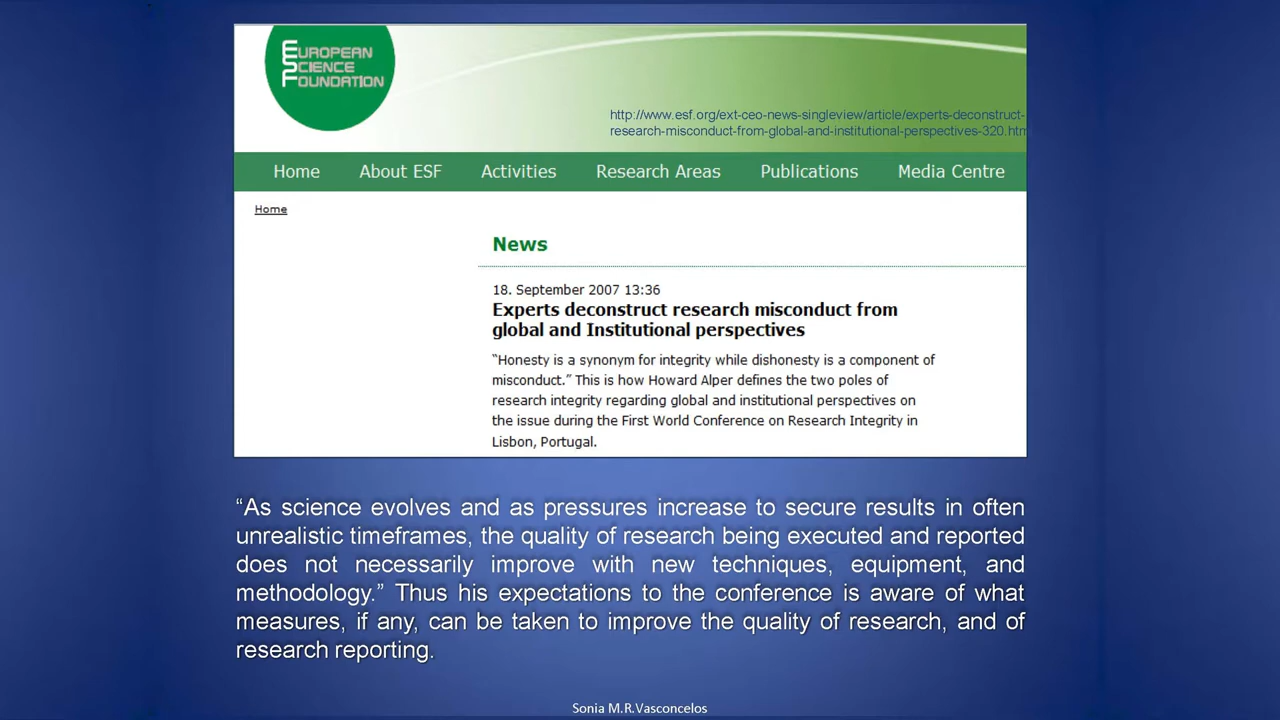 EUROPEAN
SCIENCE
FOUNDATION
http://www.esf.org/ext-ceo-news-singleview/article/experts-deconstruct-
research-misconduct-from-global-and-institutional-perspectives-320.htm
Home About ESF Activities Research Areas Publications Media Centre
Home
News
18. September 2007 13:36
Experts deconstruct research misconduct from
global and Institutional perspectives
“Honesty is a synonym for integrity while dishonesty is a component of
misconduct.” This is how Howard Alper defines the two poles of
research integrity regarding global and institutional perspectives on
the issue during the First World Conference on Research Integrity in
Lisbon, Portugal.
“As science evolves and as pressures increase to secure results in often
unrealistic timeframes, the quality of research being executed and reported
does not necessarily improve with new techniques, equipment, and
methodology.” Thus his expectations to the conference is aware of what
measures, if any, can be taken to improve the quality of research, and of
research reporting.
Sonia M.R.Vasconcelos